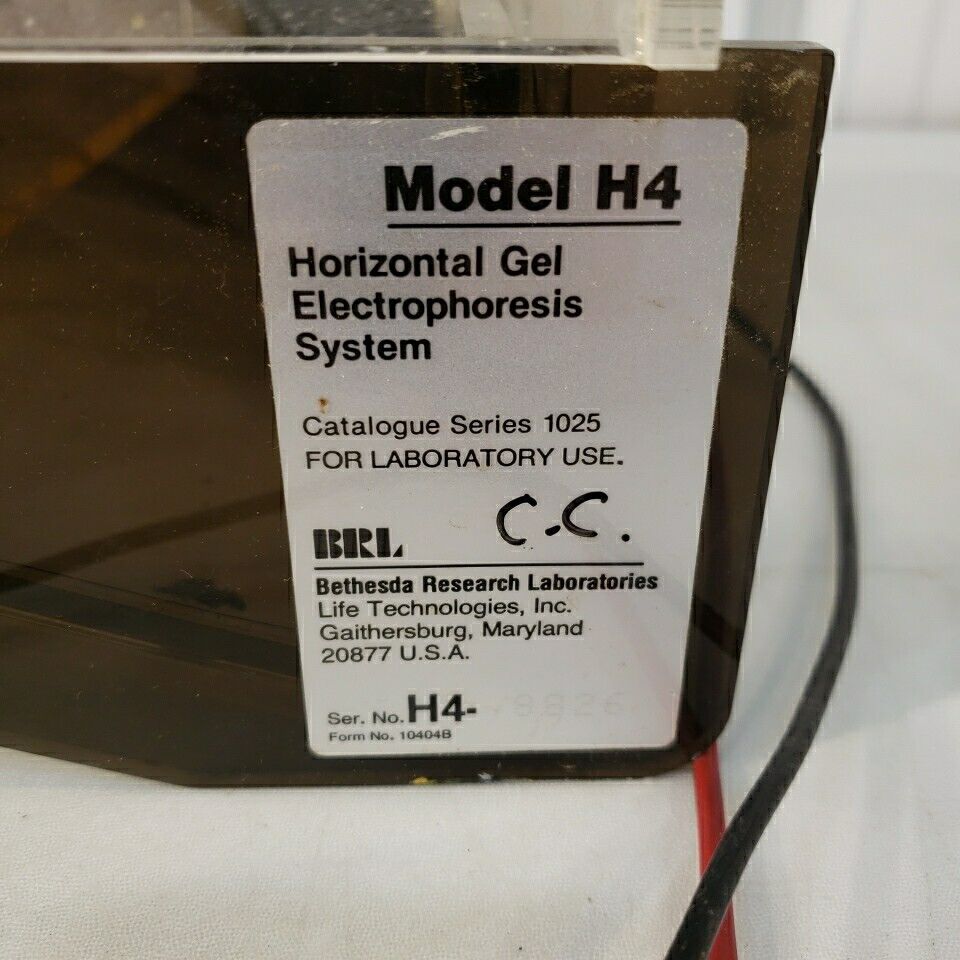 Model H4
Horizontal Gel
Electrophoresis
System
Catalogue Series 1025
FOR LABORATORY USE.
C.C.
BRL
Bethesda Research Laboratories
Life Technologies, Inc.
Gaithersburg, Maryland
20877 U.S.A.
Ser. No. H4-
Form No. 10404B